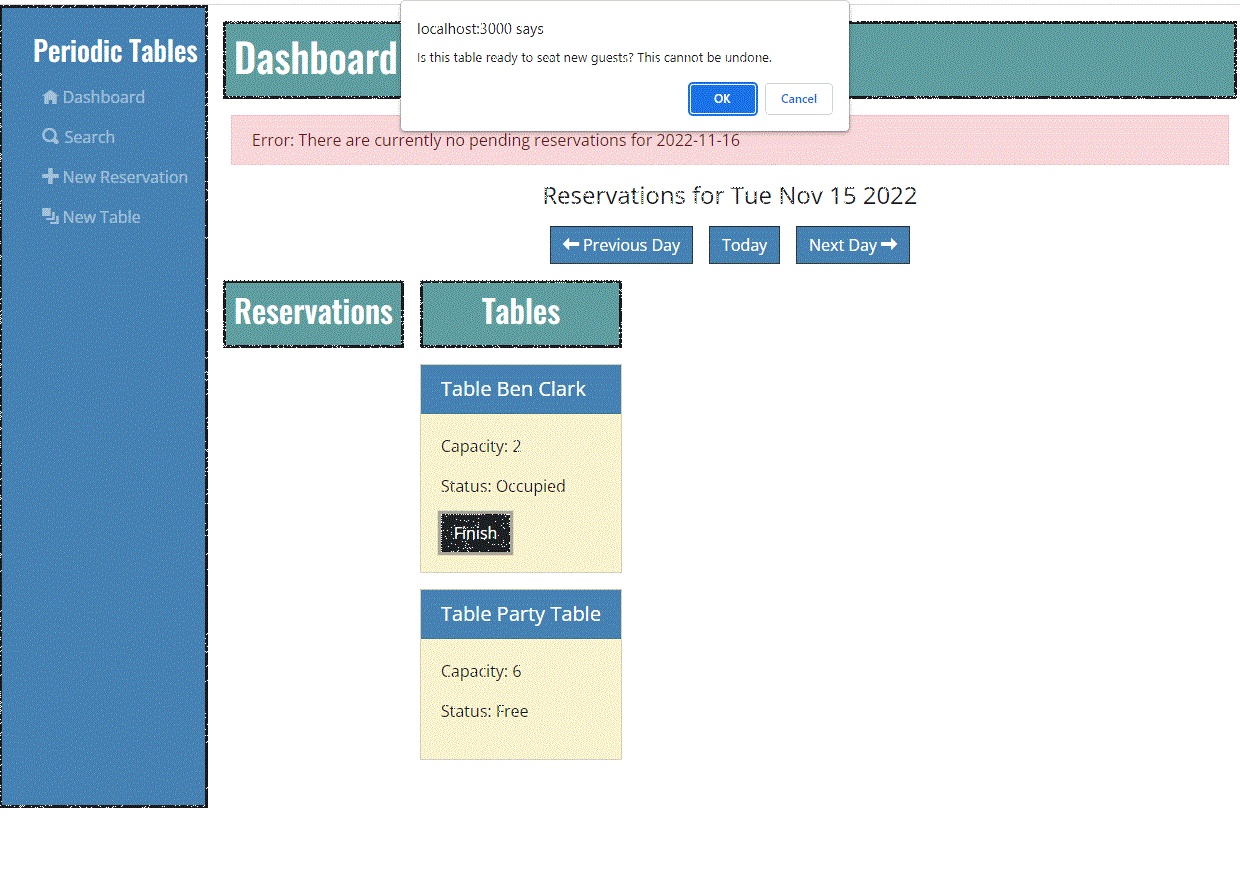 localhost:3000 says
Is this table ready to seat new guests? This cannot be undone.
OK
Cancel
Periodic Tables
Dashboard
Search
New Reservation
New Table
Dashboard
Error: There are currently no pending reservations for 2022-11-16
Reservations for Tue Nov 15 2022
Previous Day
Today
Next Day
Reservations
Tables
Table Ben Clark
Capacity: 2
Status: Occupied
Finish
Table Party Table
Capacity: 6
Status: Free